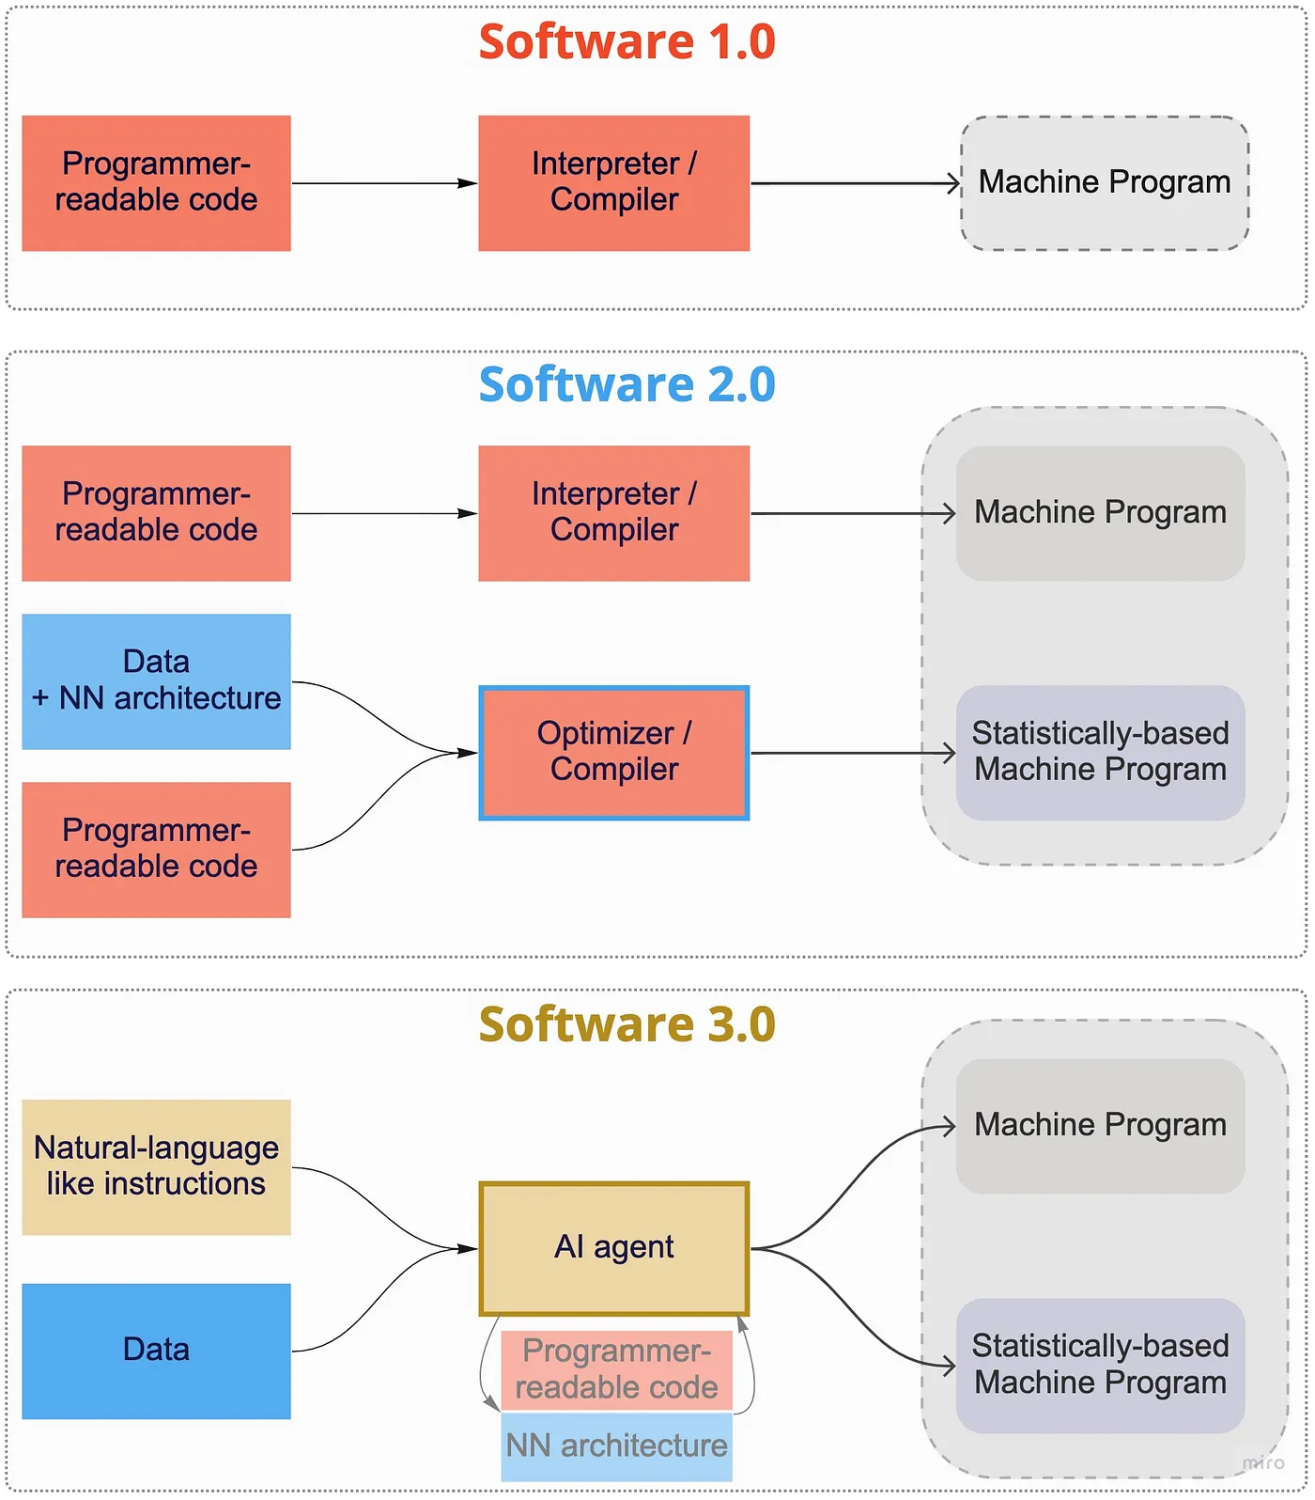 Software 1.0
Programmer-
readable code
Interpreter /
Compiler
Machine Program
Software 2.0
Programmer-
readable code
Interpreter /
Compiler
Machine Program
Data
+ NN architecture
Optimizer /
Compiler
Statistically-based
Machine Program
Programmer-
readable code
Software 3.0
Natural-language
like instructions
Data
AI agent
Programmer-
readable code
NN architecture
Machine Program
Statistically-based
Machine Program
miro